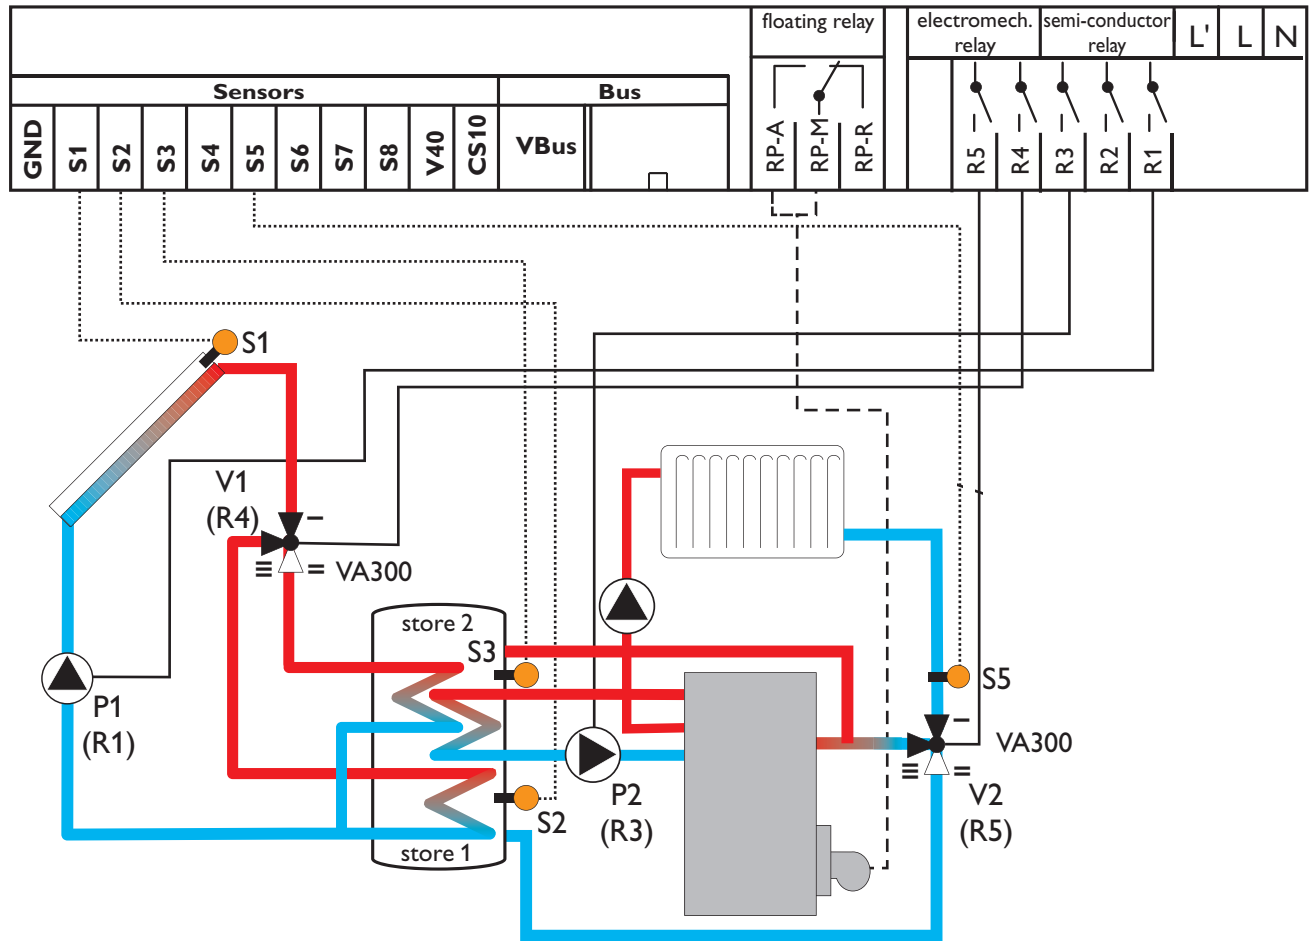 floating relay
electromech.
relay
semi-conductor
relay
L'
L
N
Sensors
Bus
GND
S1
S2
S3
S4
S5
S6
S7
S8
V40
CS10
VBus
RP-A
RP-M
RP-R
R5
R4
R3
R2
R1
S1
V1
(R4)
–
≡
=
VA300
store 2
S3
S5
P1
(R1)
–
VA300
≡
=
V2
(R5)
P2
(R3)
S2
store 1